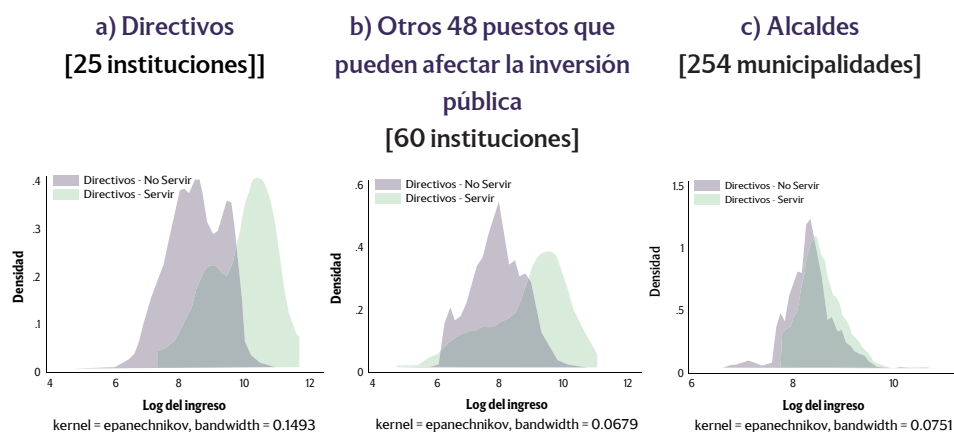 a) Directivos
[25 instituciones]]
.4
.3
.2
.1
0
4
6
8
10
12
Densidad
Directivos - No Servir
Directivos - Servir
Log del ingreso
kernel = epanechnikov, bandwidth = 0.1493
b) Otros 48 puestos que
pueden afectar la inversión
pública
[60 instituciones]
.6
.4
.2
0
4
6
8
10
12
Densidad
Directivos - No Servir
Directivos - Servir
Log del ingreso
kernel = epanechnikov, bandwidth = 0.0679
c) Alcaldes
[254 municipalidades]
1.5
1
.5
0
6
8
10
Densidad
Directivos - No Servir
Directivos - Servir
Log del ingreso
kernel = epanechnikov, bandwidth = 0.0751